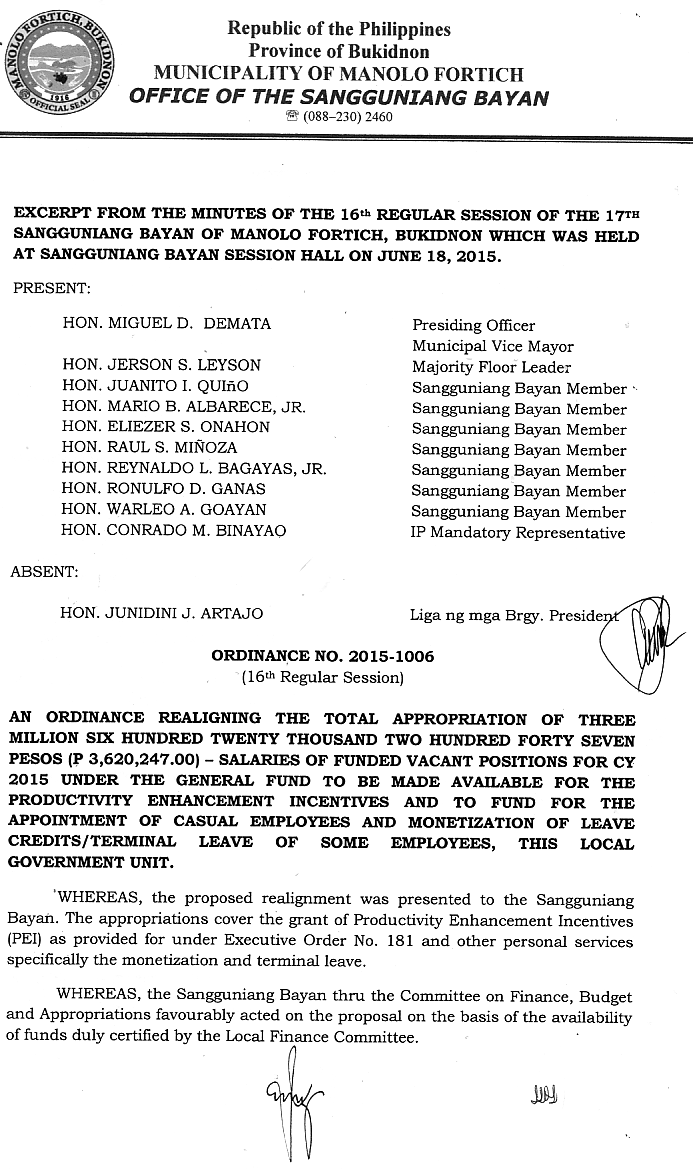 MANOLO FORTICH, BUKIDNON
1916
OFFICIAL SEAL
Republic of the Philippines
Province of Bukidnon
MUNICIPALITY OF MANOLO FORTICH
OFFICE OF THE SANGGUNIANG BAYAN
☏ (088–230) 2460
EXCERPT FROM THE MINUTES OF THE 16th REGULAR SESSION OF THE 17TH
SANGGUNIANG BAYAN OF MANOLO FORTICH, BUKIDNON WHICH WAS HELD
AT SANGGUNIANG BAYAN SESSION HALL ON JUNE 18, 2015.
PRESENT:
HON. MIGUEL D. DEMATA Presiding Officer
Municipal Vice Mayor
HON. JERSON S. LEYSON Majority Floor Leader
HON. JUANITO I. QUIñO Sangguniang Bayan Member
HON. MARIO B. ALBARECE, JR. Sangguniang Bayan Member
HON. ELIEZER S. ONAHON Sangguniang Bayan Member
HON. RAUL S. MIÑOZA Sangguniang Bayan Member
HON. REYNALDO L. BAGAYAS, JR. Sangguniang Bayan Member
HON. RONULFO D. GANAS Sangguniang Bayan Member
HON. WARLEO A. GOAYAN Sangguniang Bayan Member
HON. CONRADO M. BINAYAO IP Mandatory Representative
ABSENT:
HON. JUNIDINI J. ARTAJO Liga ng mga Brgy. President
ORDINANCE NO. 2015-1006
(16th Regular Session)
AN ORDINANCE REALIGNING THE TOTAL APPROPRIATION OF THREE
MILLION SIX HUNDRED TWENTY THOUSAND TWO HUNDRED FORTY SEVEN
PESOS (P 3,620,247.00) – SALARIES OF FUNDED VACANT POSITIONS FOR CY
2015 UNDER THE GENERAL FUND TO BE MADE AVAILABLE FOR THE
PRODUCTIVITY ENHANCEMENT INCENTIVES AND TO FUND FOR THE
APPOINTMENT OF CASUAL EMPLOYEES AND MONETIZATION OF LEAVE
CREDITS/TERMINAL LEAVE OF SOME EMPLOYEES, THIS LOCAL
GOVERNMENT UNIT.
WHEREAS, the proposed realignment was presented to the Sangguniang
Bayan. The appropriations cover the grant of Productivity Enhancement Incentives
(PEI) as provided for under Executive Order No. 181 and other personal services
specifically the monetization and terminal leave.
WHEREAS, the Sangguniang Bayan thru the Committee on Finance, Budget
and Appropriations favourably acted on the proposal on the basis of the availability
of funds duly certified by the Local Finance Committee.